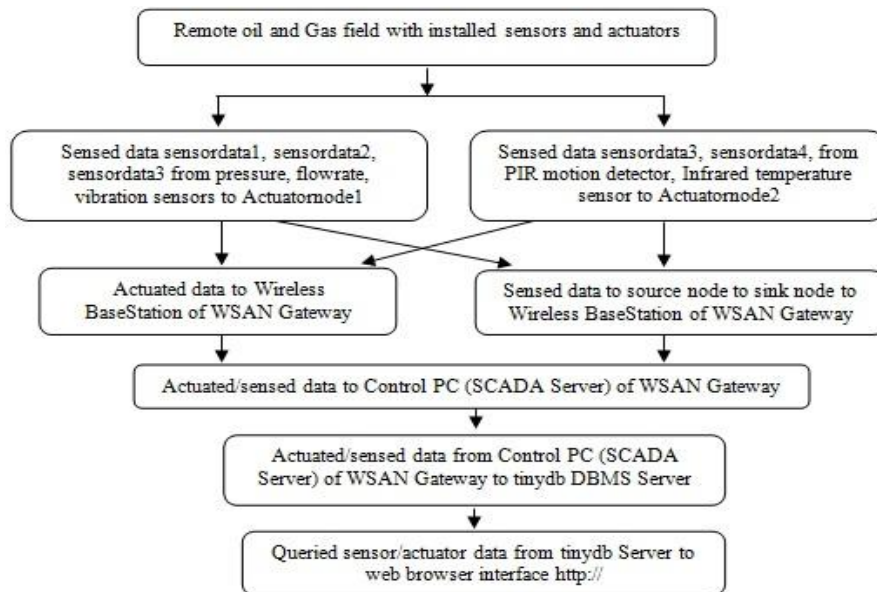 Remote oil and Gas field with installed sensors and actuators
Sensed data sensordata1, sensordata2,
sensordata3 from pressure, flowrate,
vibration sensors to Actuatornode1
Sensed data sensordata3, sensordata4, from
PIR motion detector, Infrared temperature
sensor to Actuatornode2
Actuated data to Wireless
BaseStation of WSAN Gateway
Sensed data to source node to sink node to
Wireless BaseStation of WSAN Gateway
Actuated/sensed data to Control PC (SCADA Server) of WSAN Gateway
Actuated/sensed data from Control PC (SCADA
Server) of WSAN Gateway to tinydb DBMS Server
Queried sensor/actuator data from tinydb Server to
web browser interface http://